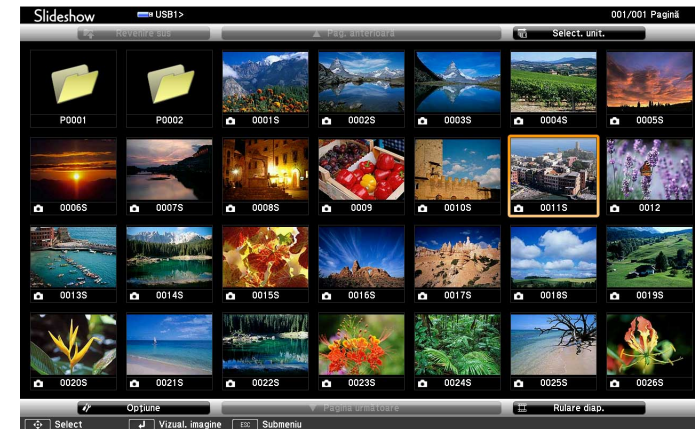 Slideshow USB1> 001/001 Pagină
Revenire sus Pag. anterioară Select. unit.
P0001 P0002 0001S 0002S 0003S 0004S 0005S
0006S 0007S 0008S 0009 0010S 0011S 0012
0013S 0014S 0015S 0016S 0017S 0018S 0019S
0020S 0021S 0022S 0023S 0024S 0025S 0026S
Opţiune Pagina următoare Rulare diap.
Select Vizual. imagine Esc Submeniu